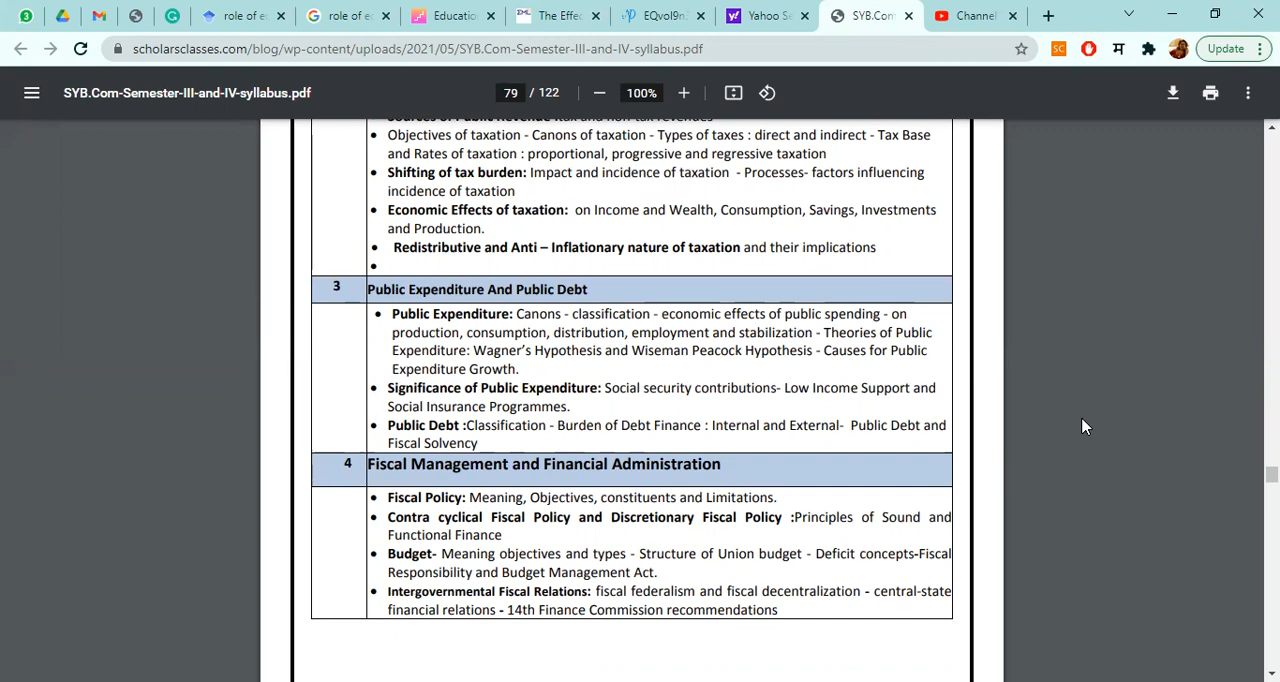 role of e
role of e
Educatio
The Effec
EQvol9n
Yahoo Se
SYB.Com
Channel
scholarsclasses.com/blog/wp-content/uploads/2021/05/SYB.Com-Semester-III-and-IV-syllabus.pdf
Update
SYB.Com-Semester-III-and-IV-syllabus.pdf
79 / 122
100%
Objectives of taxation - Canons of taxation - Types of taxes : direct and indirect - Tax Base
and Rates of taxation : proportional, progressive and regressive taxation
Shifting of tax burden: Impact and incidence of taxation - Processes- factors influencing
incidence of taxation
Economic Effects of taxation: on Income and Wealth, Consumption, Savings, Investments
and Production.
Redistributive and Anti – Inflationary nature of taxation and their implications
3
Public Expenditure And Public Debt
Public Expenditure: Canons - classification - economic effects of public spending - on
production, consumption, distribution, employment and stabilization - Theories of Public
Expenditure: Wagner's Hypothesis and Wiseman Peacock Hypothesis - Causes for Public
Expenditure Growth.
Significance of Public Expenditure: Social security contributions- Low Income Support and
Social Insurance Programmes.
Public Debt :Classification - Burden of Debt Finance : Internal and External- Public Debt and
Fiscal Solvency
4
Fiscal Management and Financial Administration
Fiscal Policy: Meaning, Objectives, constituents and Limitations.
Contra cyclical Fiscal Policy and Discretionary Fiscal Policy :Principles of Sound and
Functional Finance
Budget- Meaning objectives and types - Structure of Union budget - Deficit concepts-Fiscal
Responsibility and Budget Management Act.
Intergovernmental Fiscal Relations: fiscal federalism and fiscal decentralization - central-state
financial relations - 14th Finance Commission recommendations